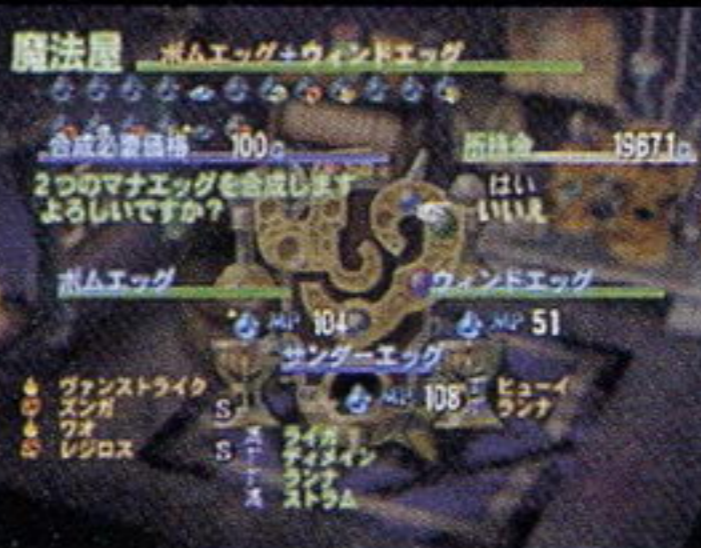 魔法屋 ボムエッグ+ウィンドエッグ
合成必要価格 100G 所持金 19671G
2つのマナエッグを合成します はい
よろしいですか? いいえ
ボムエッグ ウィンドエッグ
MP 104 MP 51
サンダーエッグ
MP 108
ヴァンストライク ヒューイ
ズンガ S ランナ
ワオ ライカ
レジロス S ディメイン
ランナ
ストラム